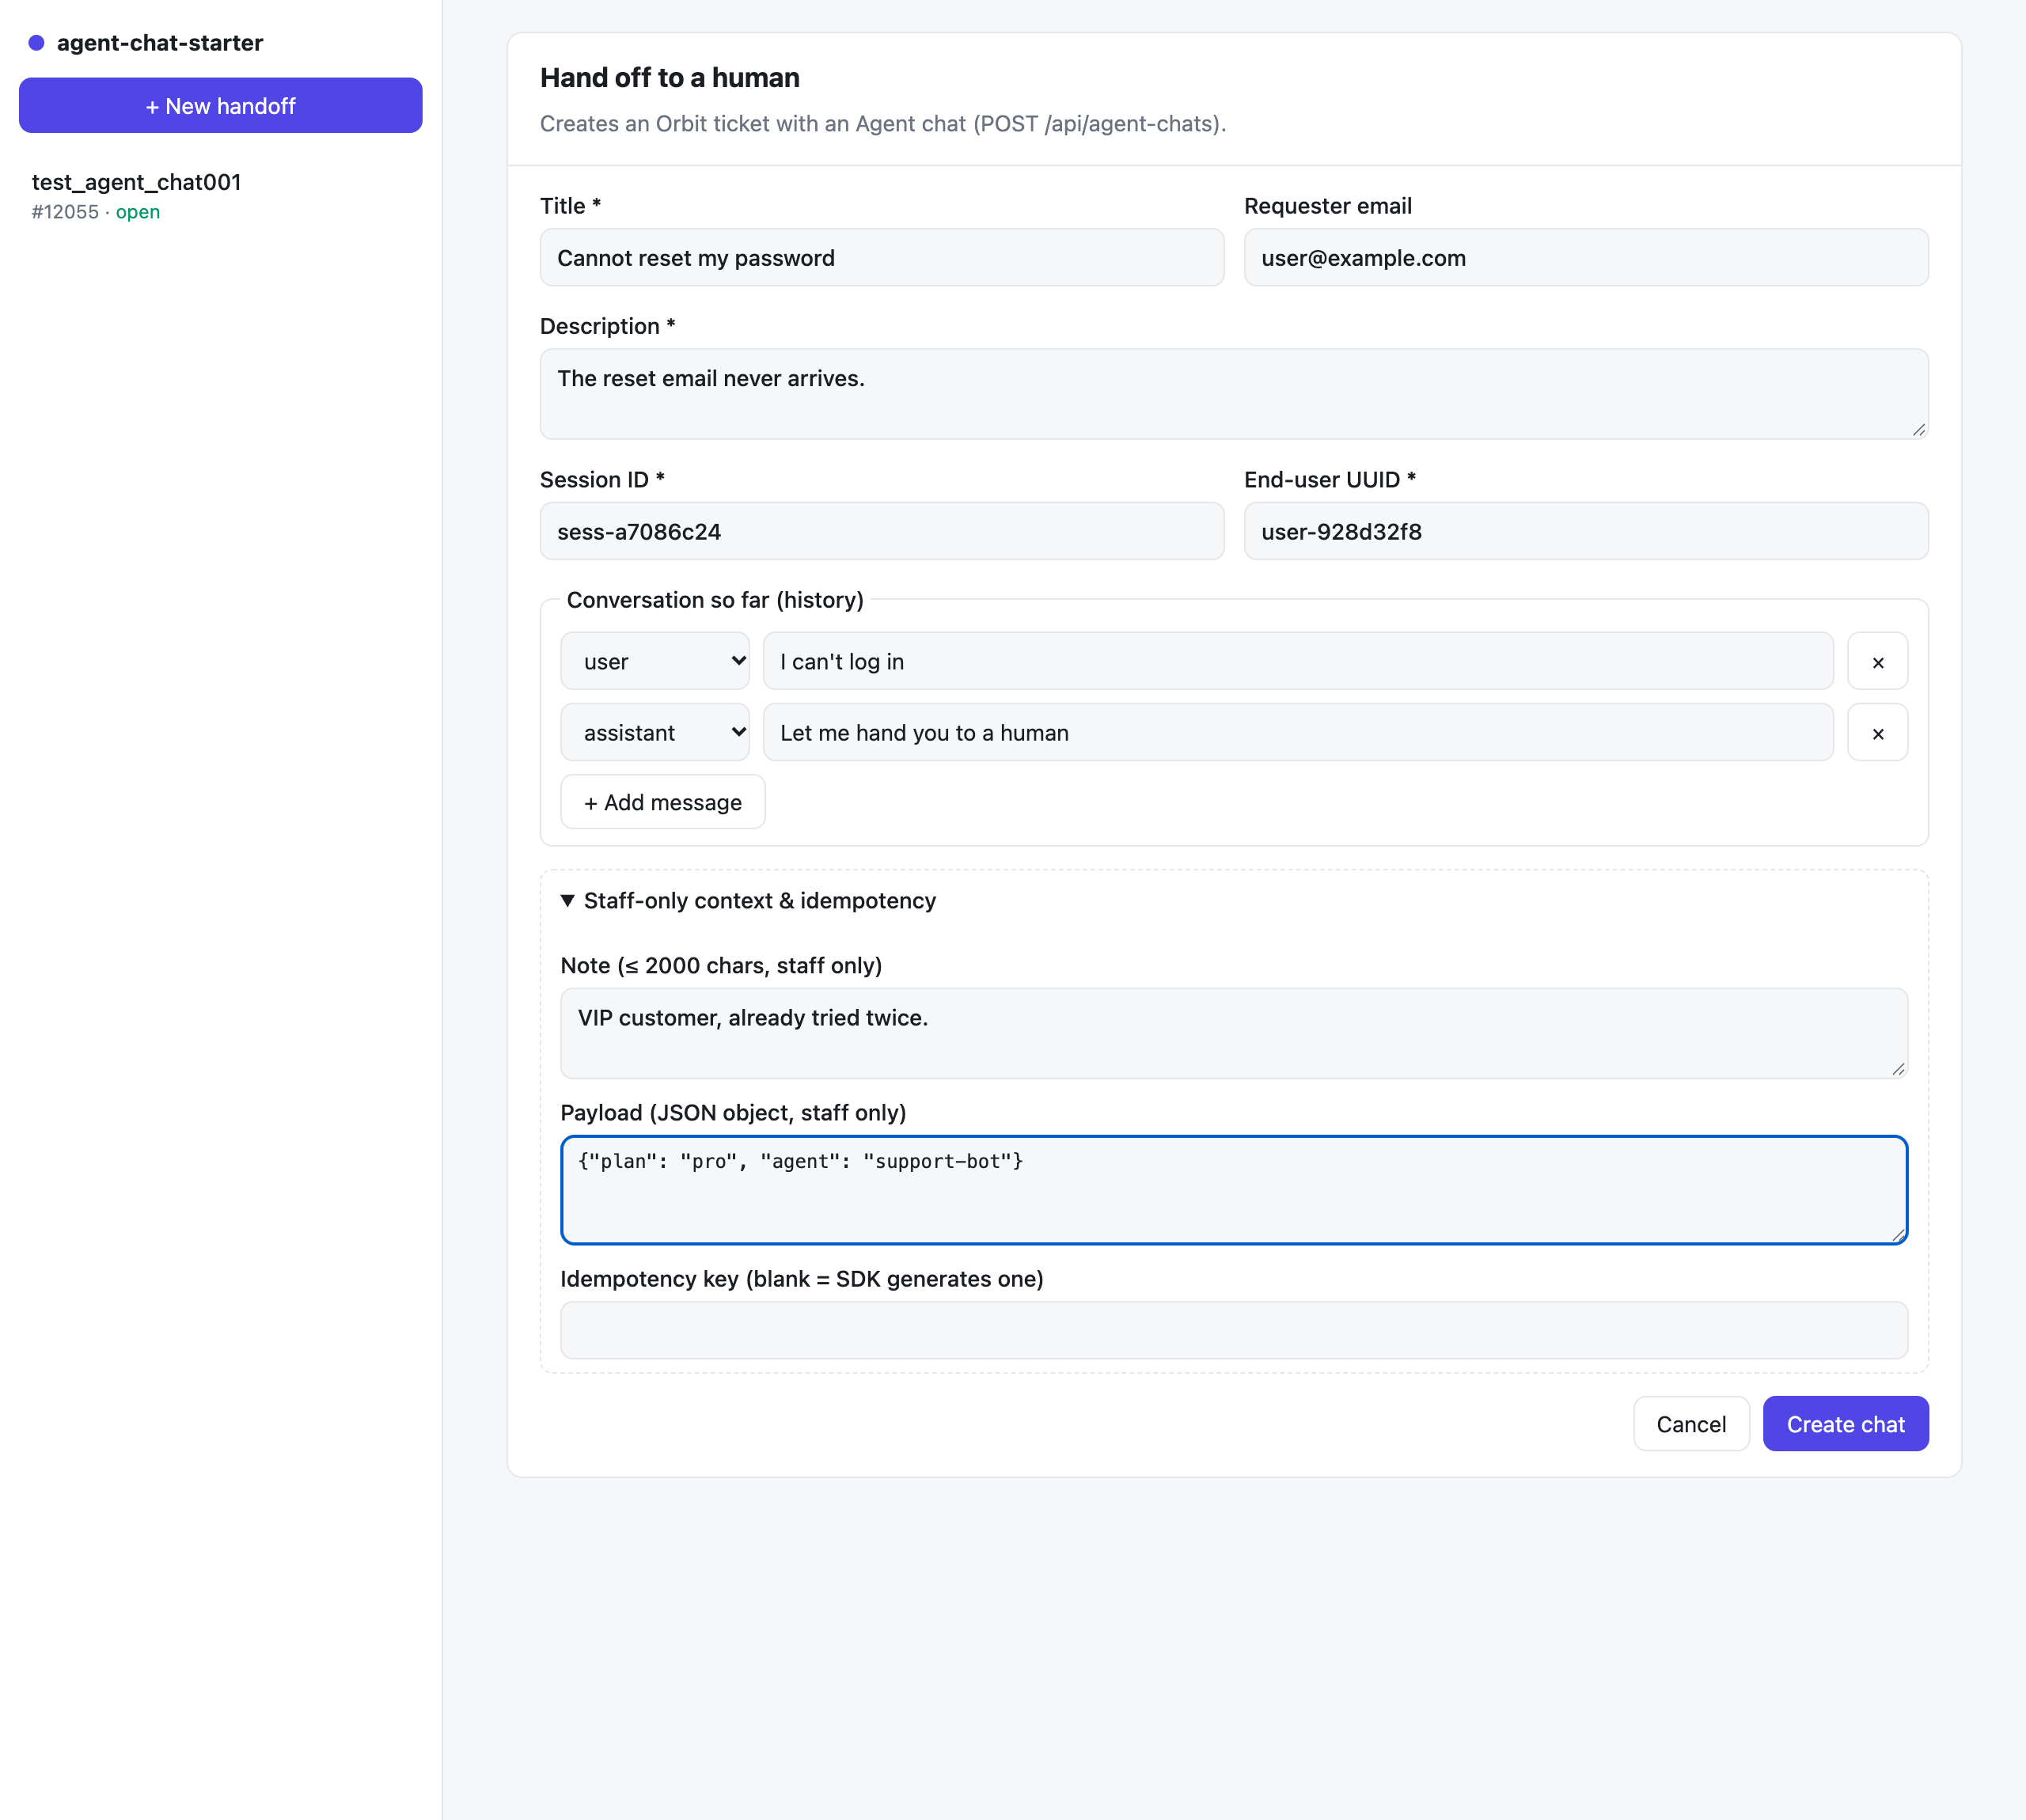 agent-chat-starter
+ New handoff
test_agent_chat001
#12055 · open
Hand off to a human
Creates an Orbit ticket with an Agent chat (POST /api/agent-chats).
Title *
Requester email
Cannot reset my password
user@example.com
Description *
The reset email never arrives.
Session ID *
End-user UUID *
sess-a7086c24
user-928d32f8
Conversation so far (history)
user
I can't log in
×
assistant
Let me hand you to a human
×
+ Add message
▼ Staff-only context & idempotency
Note (≤ 2000 chars, staff only)
VIP customer, already tried twice.
Payload (JSON object, staff only)
{"plan": "pro", "agent": "support-bot"}
Idempotency key (blank = SDK generates one)
Cancel
Create chat